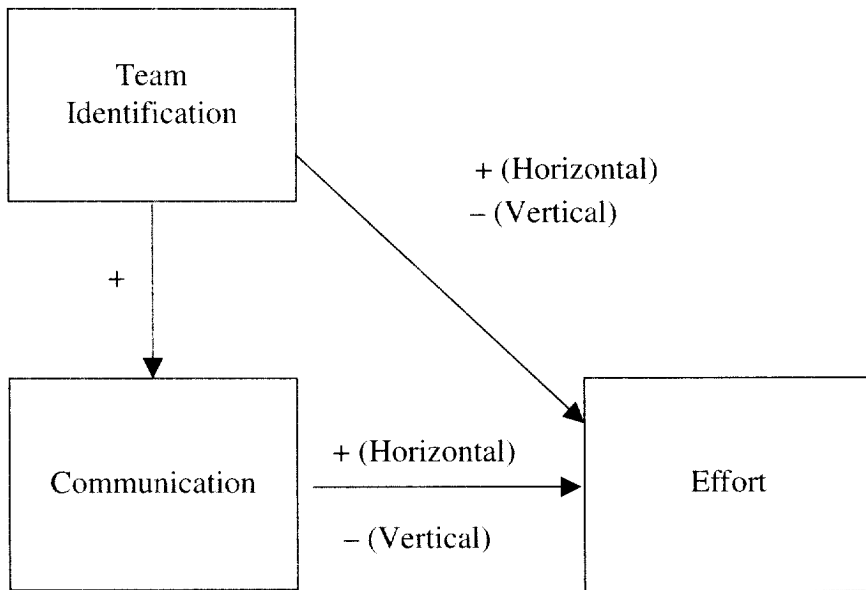 Team
Identification
+ (Horizontal)
– (Vertical)
+
Communication
+ (Horizontal)
– (Vertical)
Effort